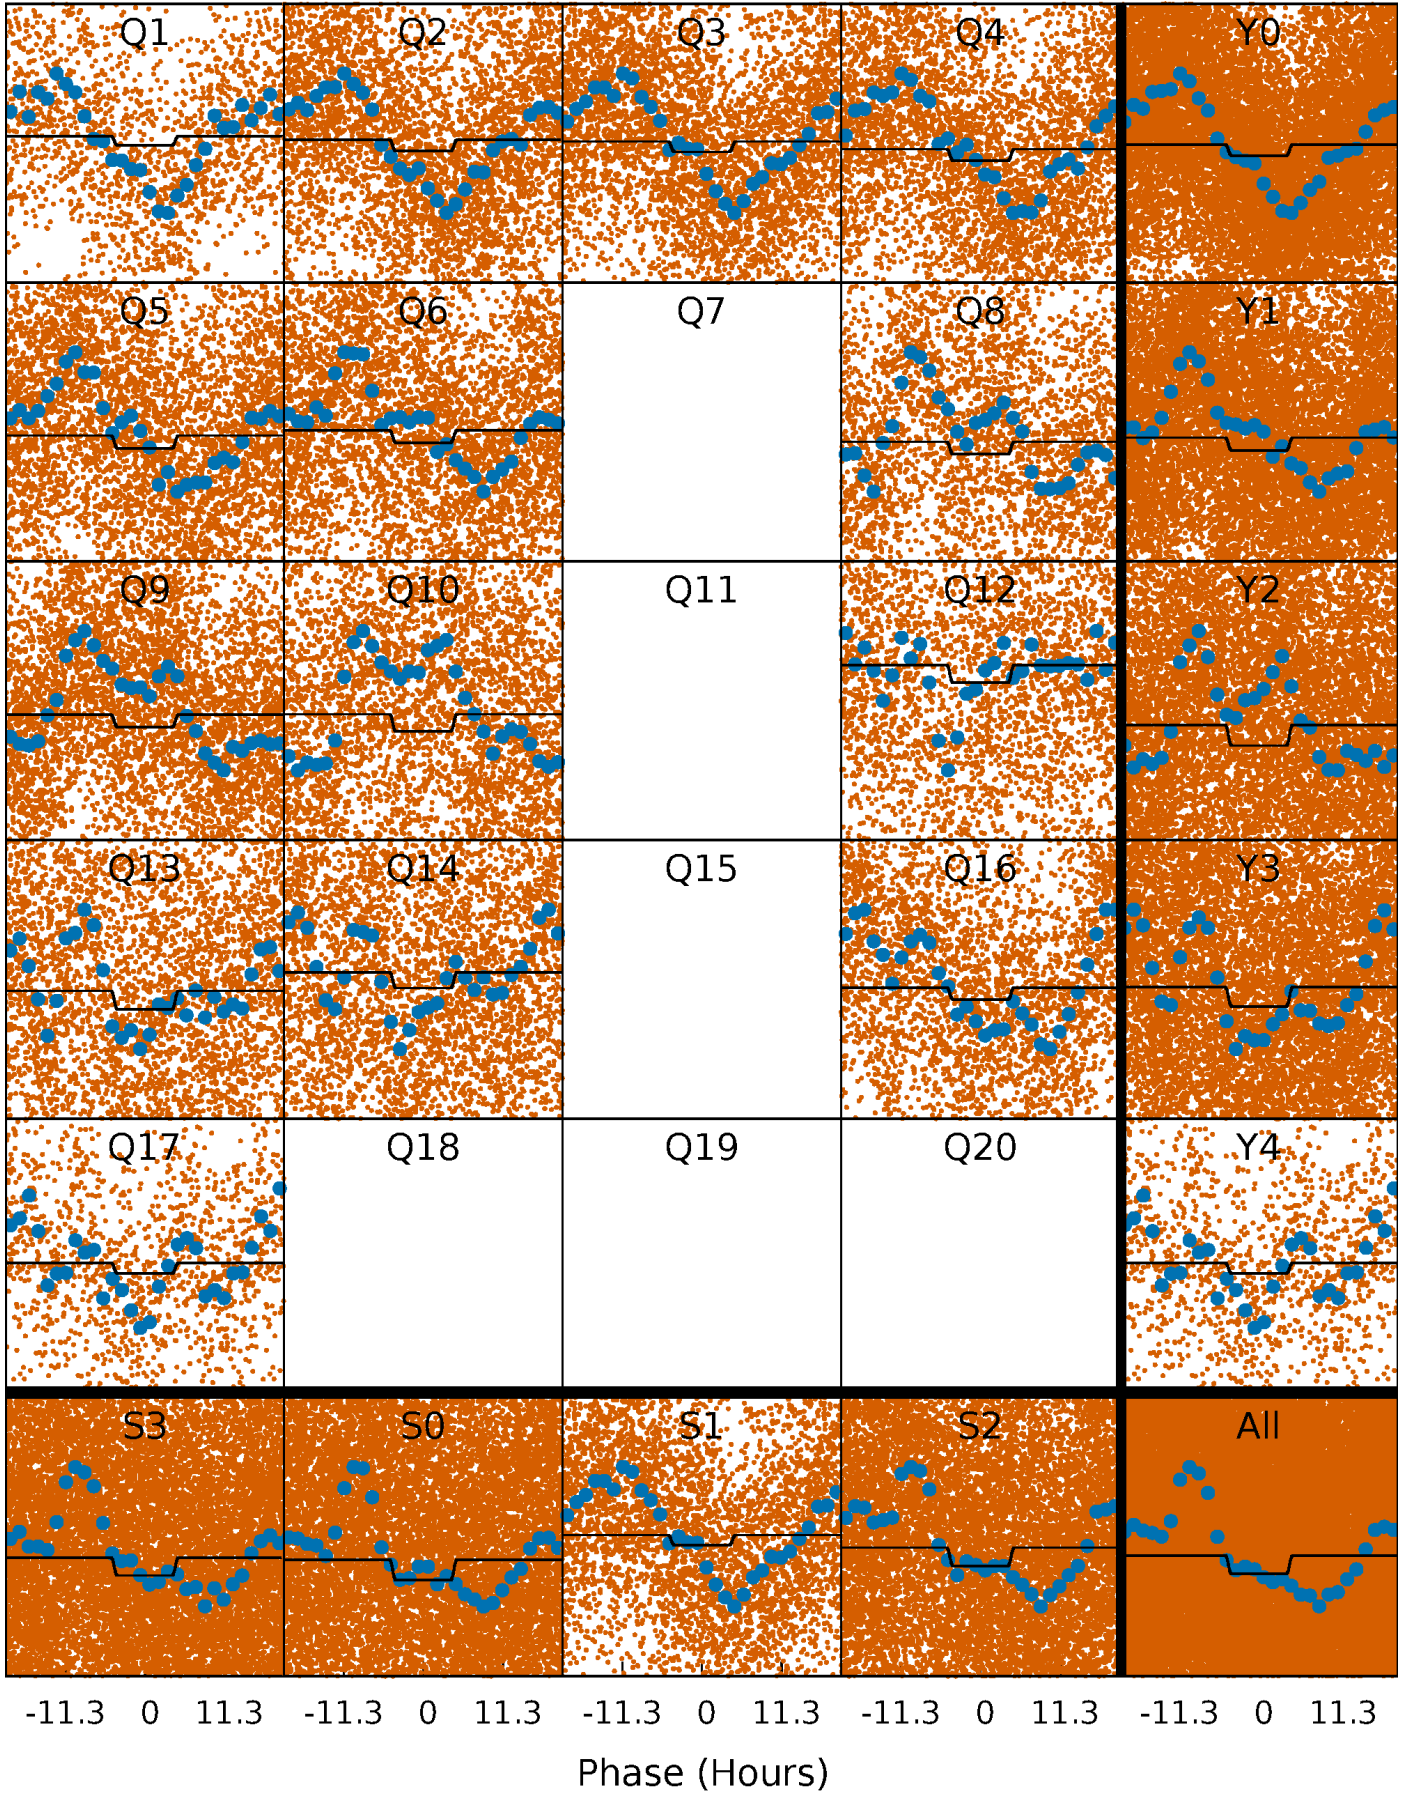 Q1 Q2 Q3 Q4 Y0
Q5 Q6 Q7 Q8 Y1
Q9 Q10 Q11 Q12 Y2
Q13 Q14 Q15 Q16 Y3
Q17 Q18 Q19 Q20 Y4
S3 S0 S1 S2 All
-11.3 0 11.3 -11.3 0 11.3 -11.3 0 11.3 -11.3 0 11.3 -11.3 0 11.3
Phase (Hours)